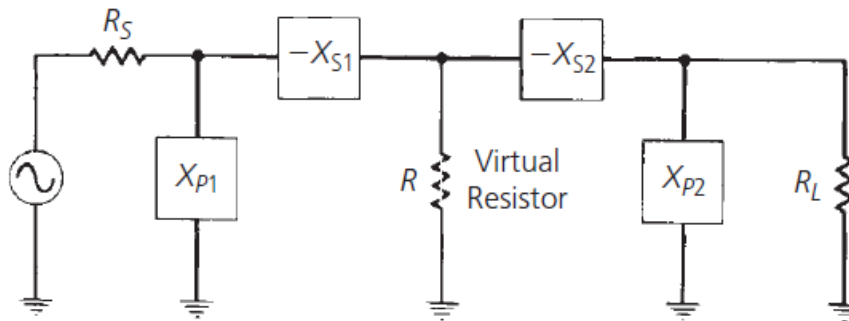 R_S
−X_S1
−X_S2
X_P1
R
Virtual
Resistor
X_P2
R_L